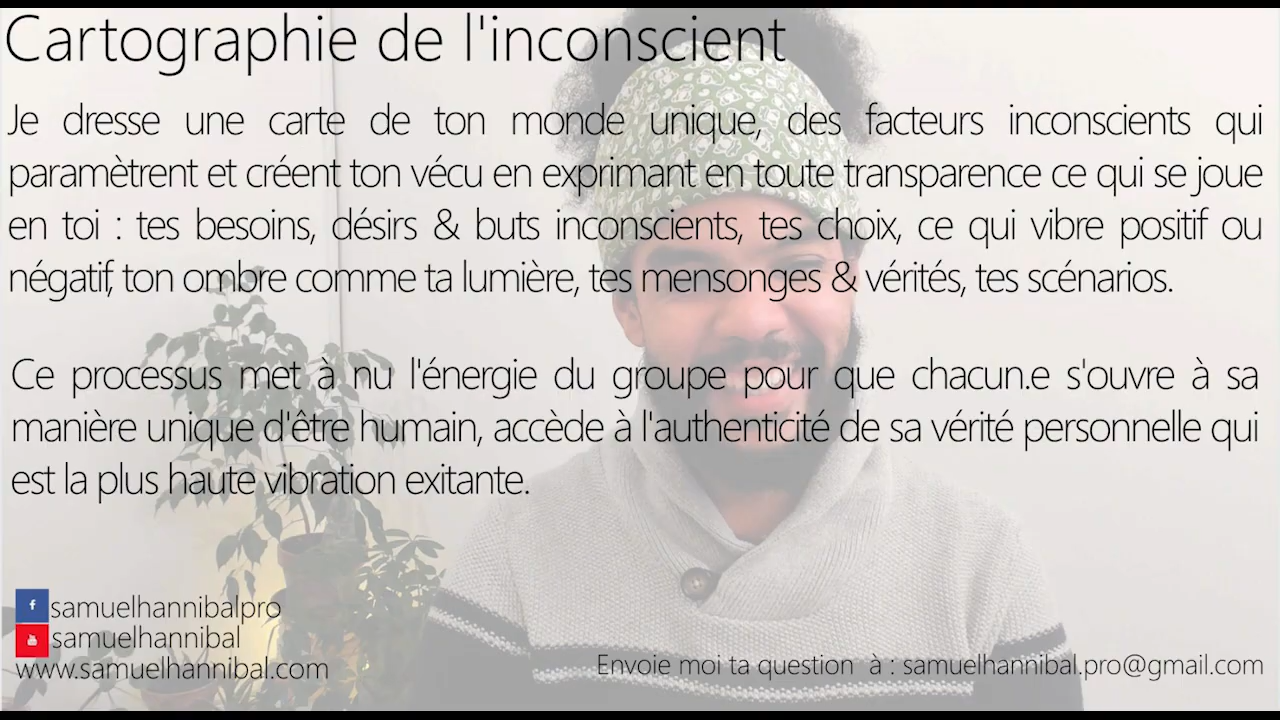 Cartographie de l'inconscient
Je dresse une carte de ton monde unique, des facteurs inconscients qui
paramètrent et créent ton vécu en exprimant en toute transparence ce qui se joue
en toi : tes besoins, désirs & buts inconscients, tes choix, ce qui vibre positif ou
négatif, ton ombre comme ta lumière, tes mensonges & vérités, tes scénarios.
Ce processus met à nu l'énergie du groupe pour que chacun.e s'ouvre à sa
manière unique d'être humain, accède à l'authenticité de sa vérité personnelle qui
est la plus haute vibration exitante.
f samuelhannibalpro
samuelhannibal
www.samuelhannibal.com
Envoie moi ta question à : samuelhannibal.pro@gmail.com